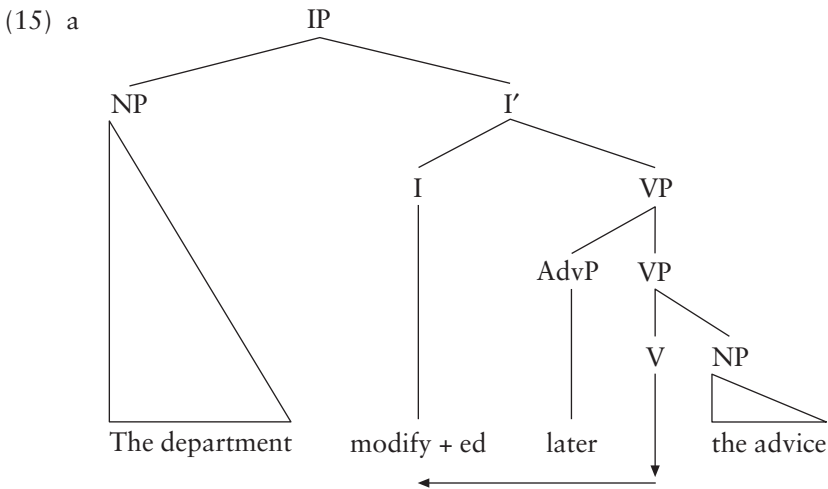 (15) a
IP
NP I′
I VP
AdvP VP
V NP
The department modify + ed later the advice